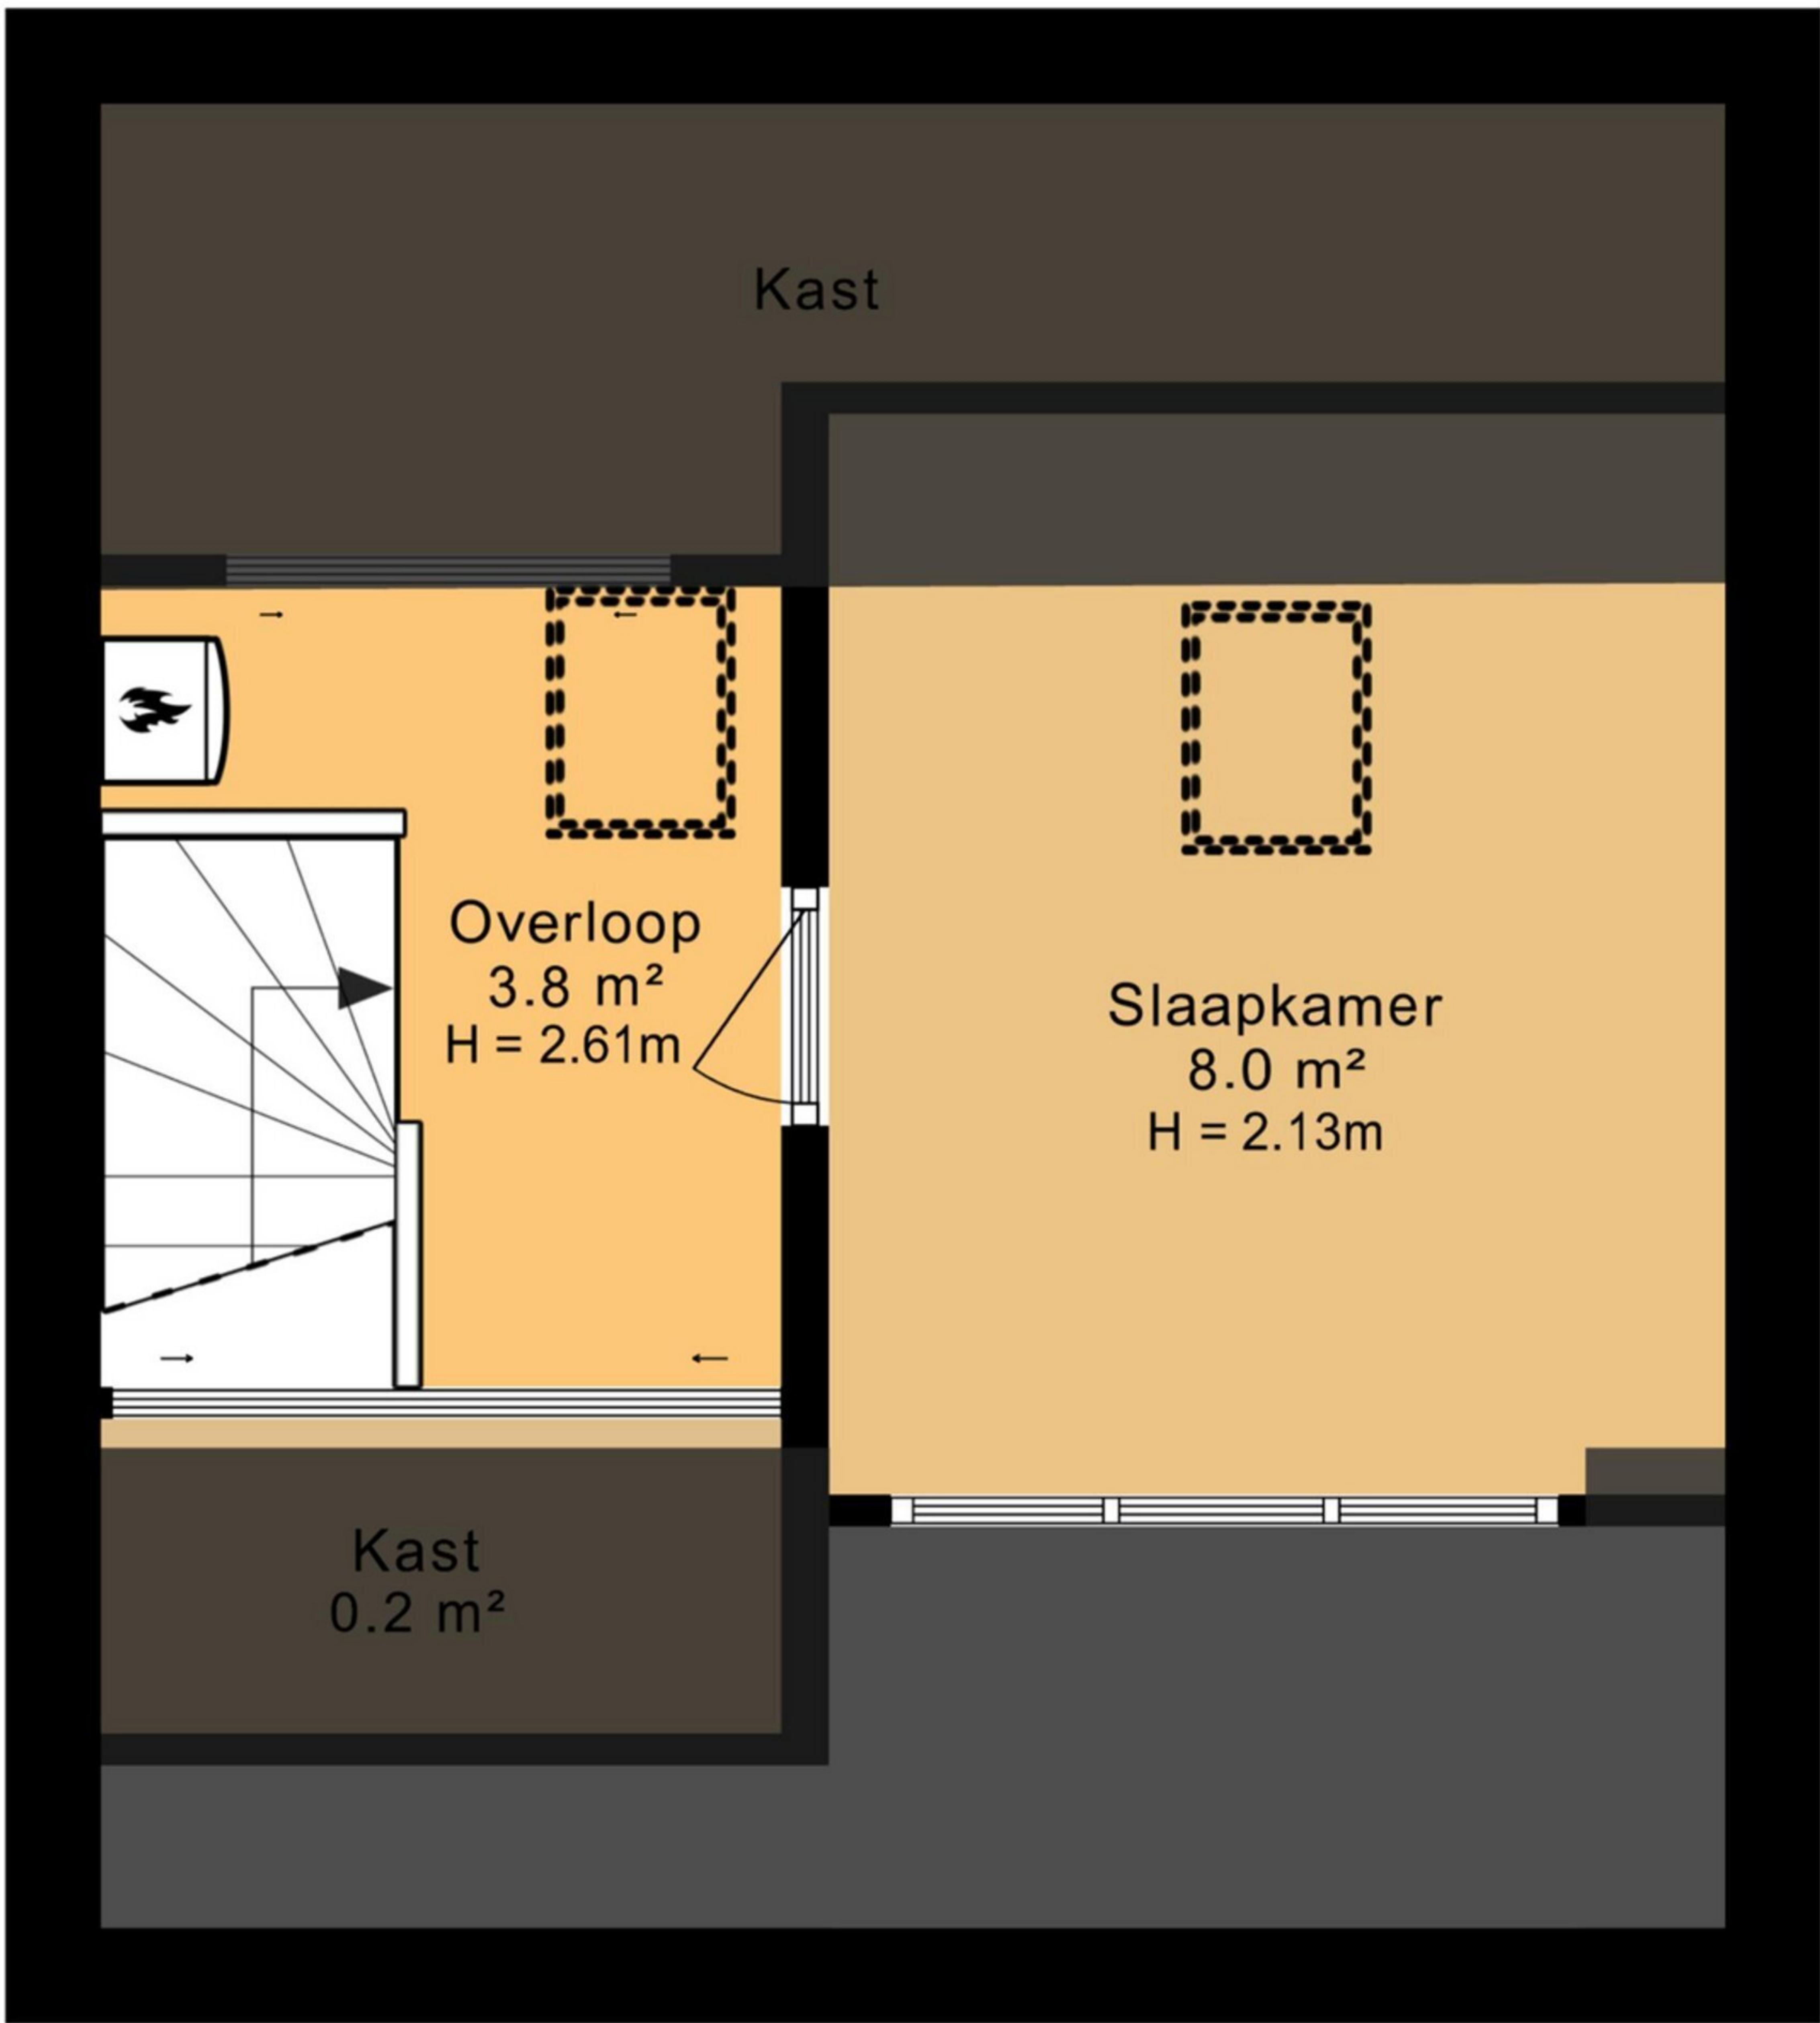 Kast
Overloop
3.8 m²
H = 2.61m
Slaapkamer
8.0 m²
H = 2.13m
Kast
0.2 m²